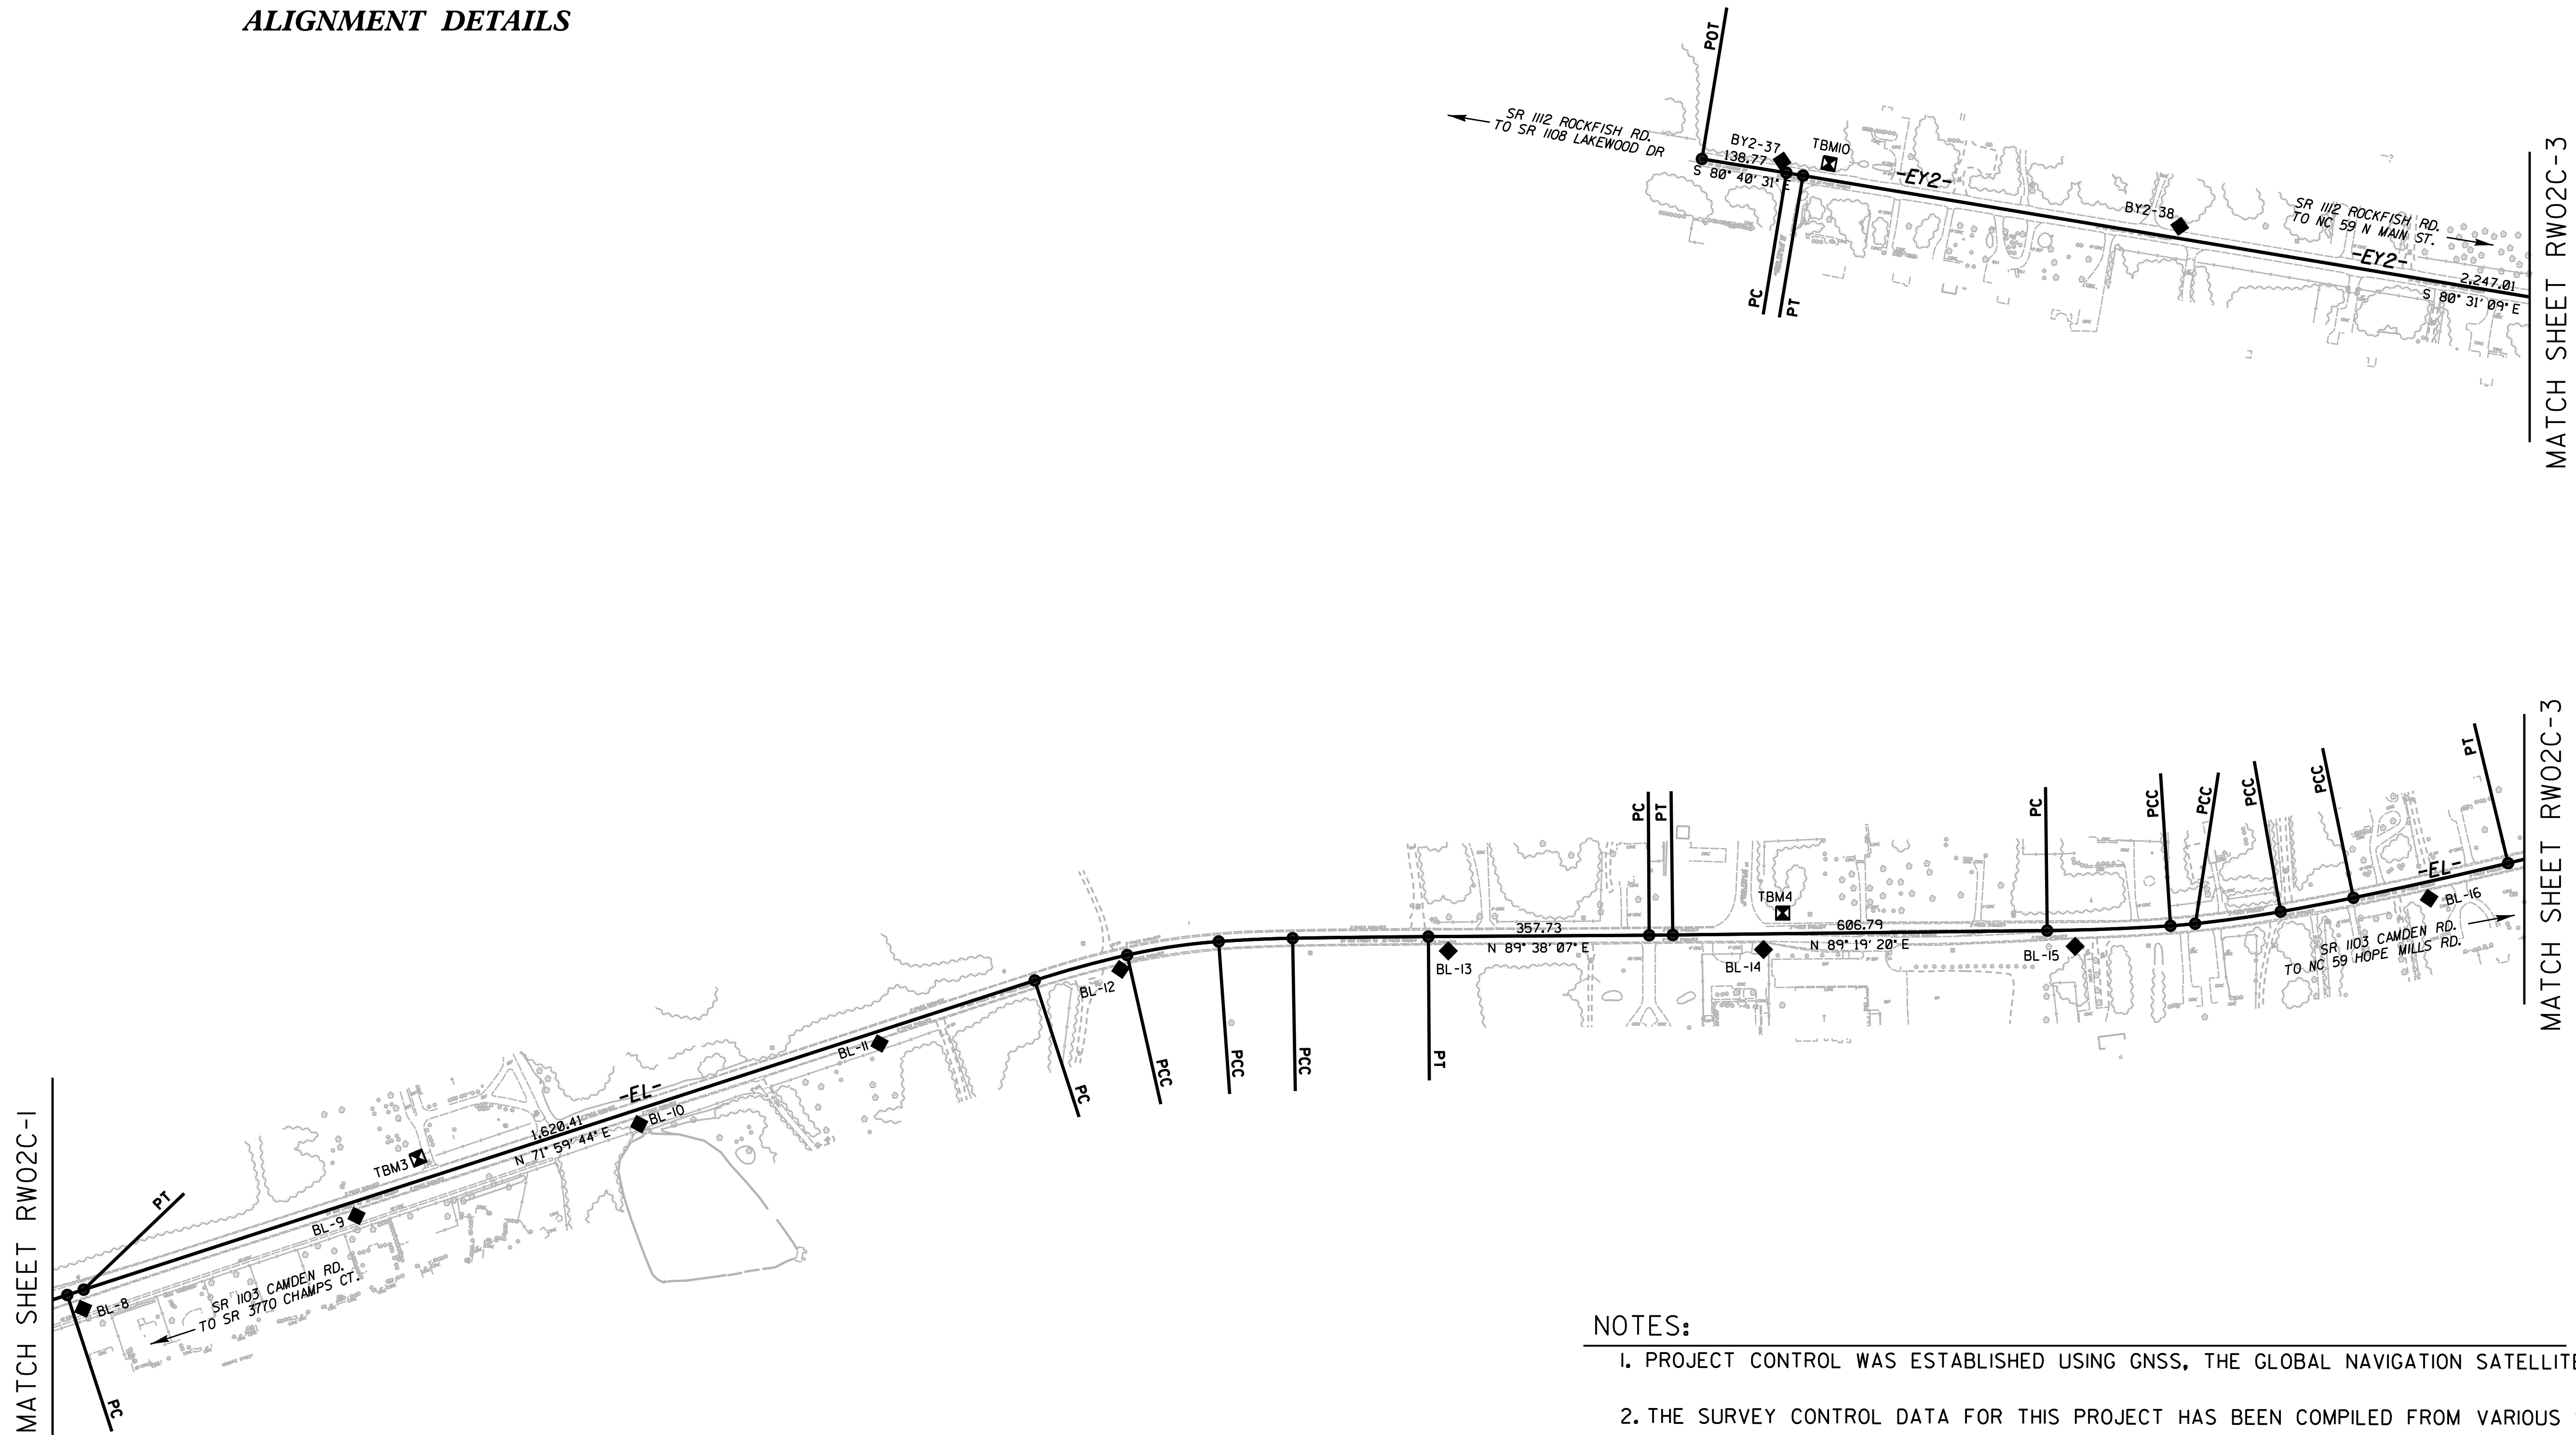 ALIGNMENT DETAILS
POT
SR 1112 ROCKFISH RD.
TO SR 1108 LAKEWOOD DR
BY2-37
TBM10
138.77
S 80° 40' 31" E
-EY2-
BY2-38
SR 1112 ROCKFISH RD.
TO NC 59 N MAIN ST.
-EY2-
2,247.01
S 80° 31' 09" E
PC
PT
MATCH SHEET RW02C-3
MATCH SHEET RW02C-3
PT
PCC
PCC
PCC
PCC
PC
PC
PT
TBM4
357.73
N 89° 38' 07" E
606.79
N 89° 19' 20" E
BL-13
BL-14
BL-15
-EL-
BL-16
SR 1103 CAMDEN RD.
TO NC 59 HOPE MILLS RD.
BL-12
BL-11
PC
PCC
PCC
PCC
PT
-EL-
1,620.41
N 71° 59' 44" E
BL-10
TBM3
BL-9
PT
BL-8
SR 1103 CAMDEN RD.
TO SR 3770 CHAMPS CT.
PC
MATCH SHEET RW02C-1
NOTES:
1. PROJECT CONTROL WAS ESTABLISHED USING GNSS, THE GLOBAL NAVIGATION SATELLITE
2. THE SURVEY CONTROL DATA FOR THIS PROJECT HAS BEEN COMPILED FROM VARIOUS